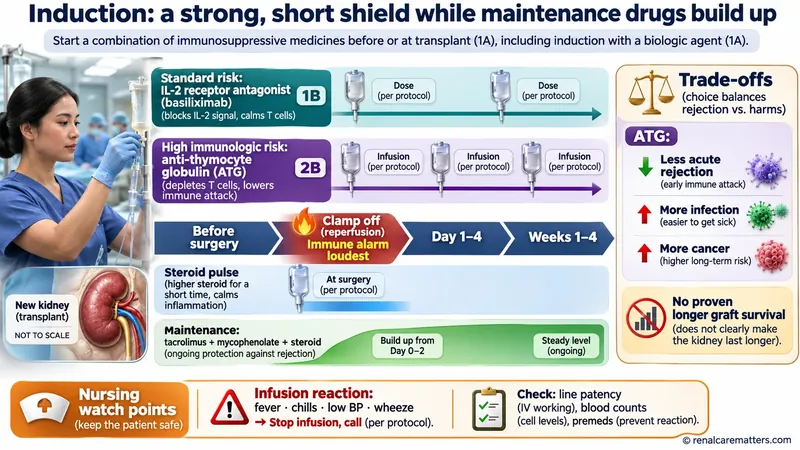 Induction: a strong, short shield while maintenance drugs build up
Start a combination of immunosuppressive medicines before or at transplant (1A), including induction with a biologic agent (1A).
Standard risk:
IL-2 receptor antagonist
(basiliximab)
(blocks IL-2 signal, calms T cells)
1B
Dose
(per protocol)
Dose
(per protocol)
High immunologic risk:
anti-thymocyte
globulin (ATG)
(depletes T cells, lowers
immune attack)
2B
Infusion
(per protocol)
Infusion
(per protocol)
Infusion
(per protocol)
Before
surgery
Clamp off
(reperfusion)
Immune alarm
loudest
Day 1–4
Weeks 1–4
Steroid pulse
(higher steroid for a
short time, calms
inflammation)
At surgery
(per protocol)
Maintenance:
tacrolimus + mycophenolate + steroid
(ongoing protection against rejection)
Build up from
Day 0–2
Steady level
(ongoing)
New kidney
(transplant)
NOT TO SCALE
Trade-offs
(choice balances
rejection vs. harms)
ATG:
Less acute
rejection
(early immune attack)
More infection
(easier to get sick)
More cancer
(higher long-term risk)
No proven
longer graft survival
(does not clearly make
the kidney last longer).
Nursing
watch points
(keep the patient safe)
Infusion reaction:
fever · chills · low BP · wheeze
→ Stop infusion, call (per protocol).
Check: line patency
(IV working), blood counts
(cell levels), premeds (prevent reaction).
© renalcarematters.com